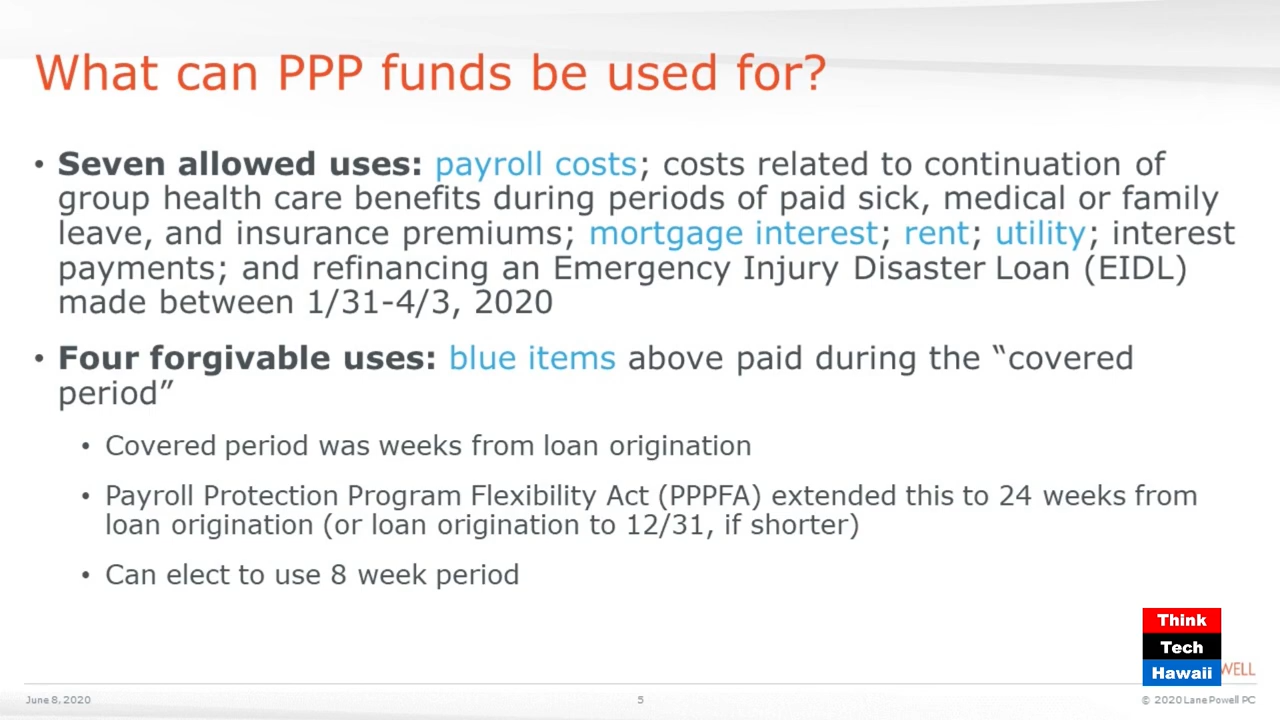 What can PPP funds be used for?
• Seven allowed uses: payroll costs; costs related to continuation of
group health care benefits during periods of paid sick, medical or family
leave, and insurance premiums; mortgage interest; rent; utility; interest
payments; and refinancing an Emergency Injury Disaster Loan (EIDL)
made between 1/31-4/3, 2020
• Four forgivable uses: blue items above paid during the “covered
period”
• Covered period was weeks from loan origination
• Payroll Protection Program Flexibility Act (PPPFA) extended this to 24 weeks from
loan origination (or loan origination to 12/31, if shorter)
• Can elect to use 8 week period
Think
Tech
Hawaii
June 8, 2020
5
© 2020 Lane Powell PC